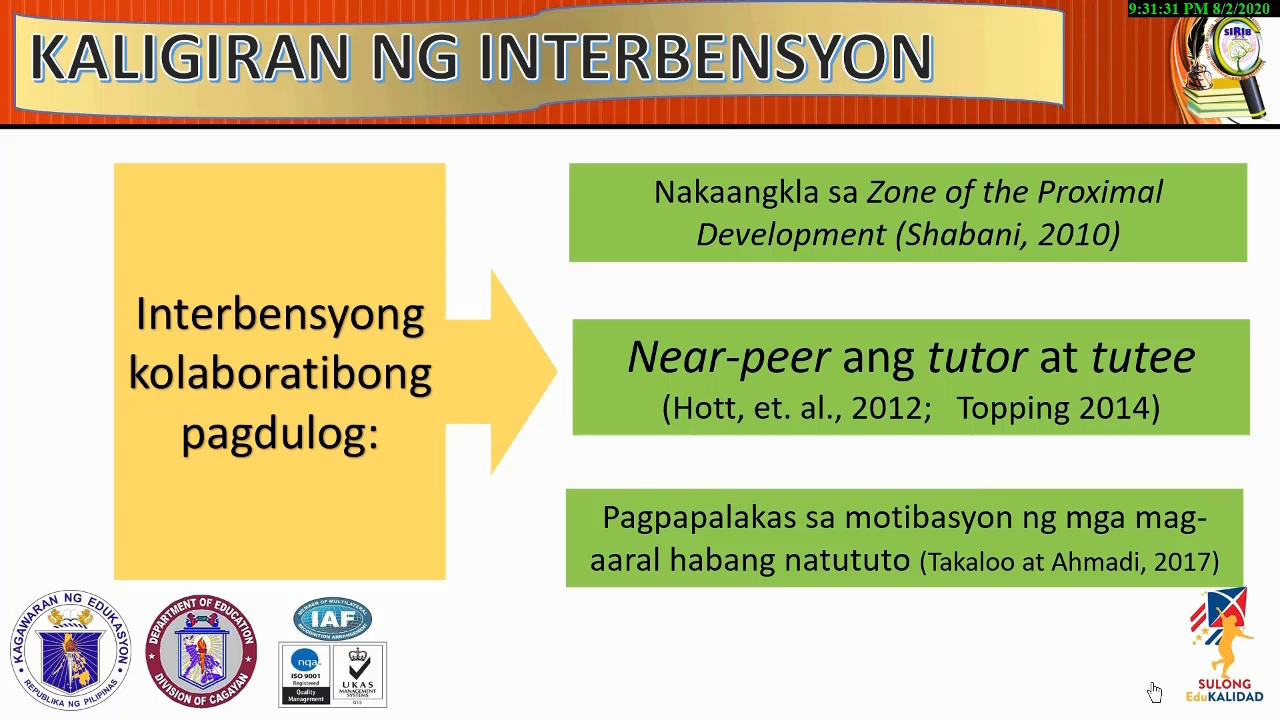 9:31:31 PM 8/2/2020
KALIGIRAN NG INTERBENSYON
SIRIB
Interbensyong
kolaboratibong
pagdulog:
Nakaangkla sa Zone of the Proximal
Development (Shabani, 2010)
Near-peer ang tutor at tutee
(Hott, et. al., 2012; Topping 2014)
Pagpapalakas sa motibasyon ng mga mag-
aaral habang natututo (Takaloo at Ahmadi, 2017)
KAGAWARAN NG EDUKASYON
REPUBLIKA NG PILIPINAS
DEPARTMENT OF EDUCATION
DIVISION OF CAGAYAN
MEMBER OF MULTILATERAL
RECOGNITION ARRANGEMENT
IAF
nqa
ISO 9001
Registered
Quality
Management
UKAS
MANAGEMENT
SYSTEMS
015
SULONG
EduKALIDAD